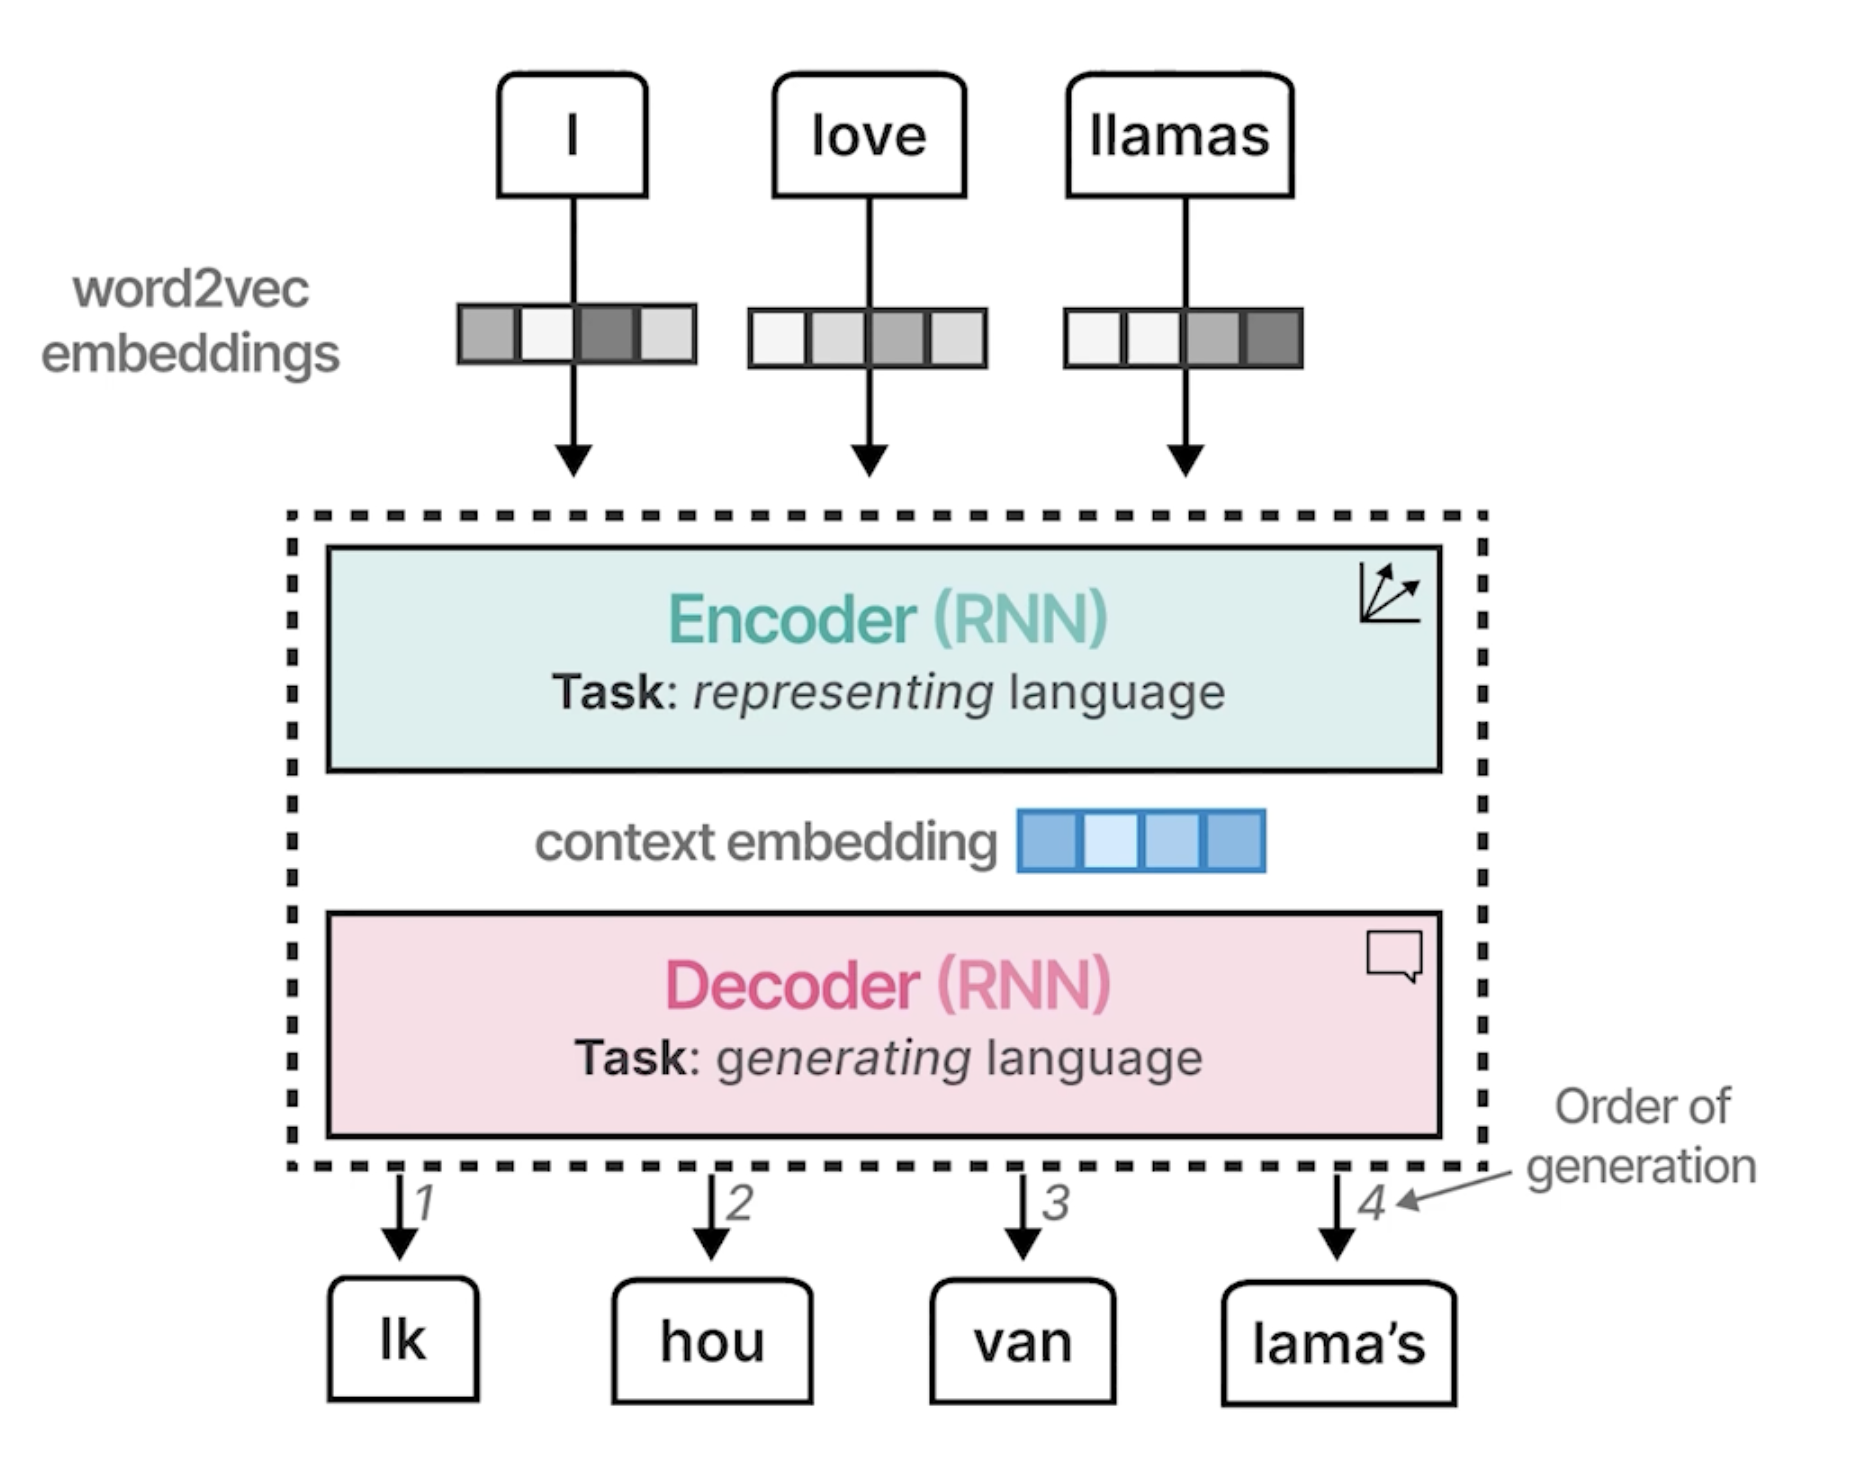 I
love
llamas
word2vec
embeddings
Encoder (RNN)
Task: representing language
context embedding
Decoder (RNN)
Task: generating language
Order of
generation
1
2
3
4
Ik
hou
van
lama’s